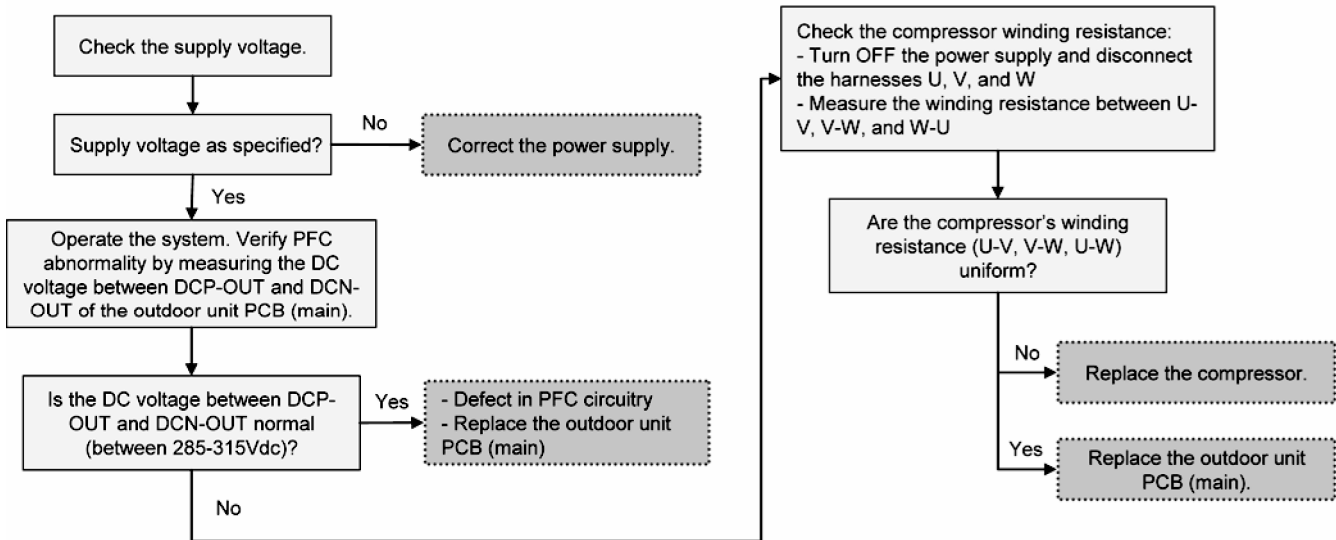 Check the supply voltage.
Supply voltage as specified?
No
Correct the power supply.
Yes
Operate the system. Verify PFC
abnormality by measuring the DC
voltage between DCP-OUT and DCN-
OUT of the outdoor unit PCB (main).
Is the DC voltage between DCP-
OUT and DCN-OUT normal
(between 285-315Vdc)?
Yes
- Defect in PFC circuitry
- Replace the outdoor unit
PCB (main)
No
Check the compressor winding resistance:
- Turn OFF the power supply and disconnect
the harnesses U, V, and W
- Measure the winding resistance between U-
V, V-W, and W-U
Are the compressor's winding
resistance (U-V, V-W, U-W)
uniform?
No
Replace the compressor.
Yes
Replace the outdoor unit
PCB (main).